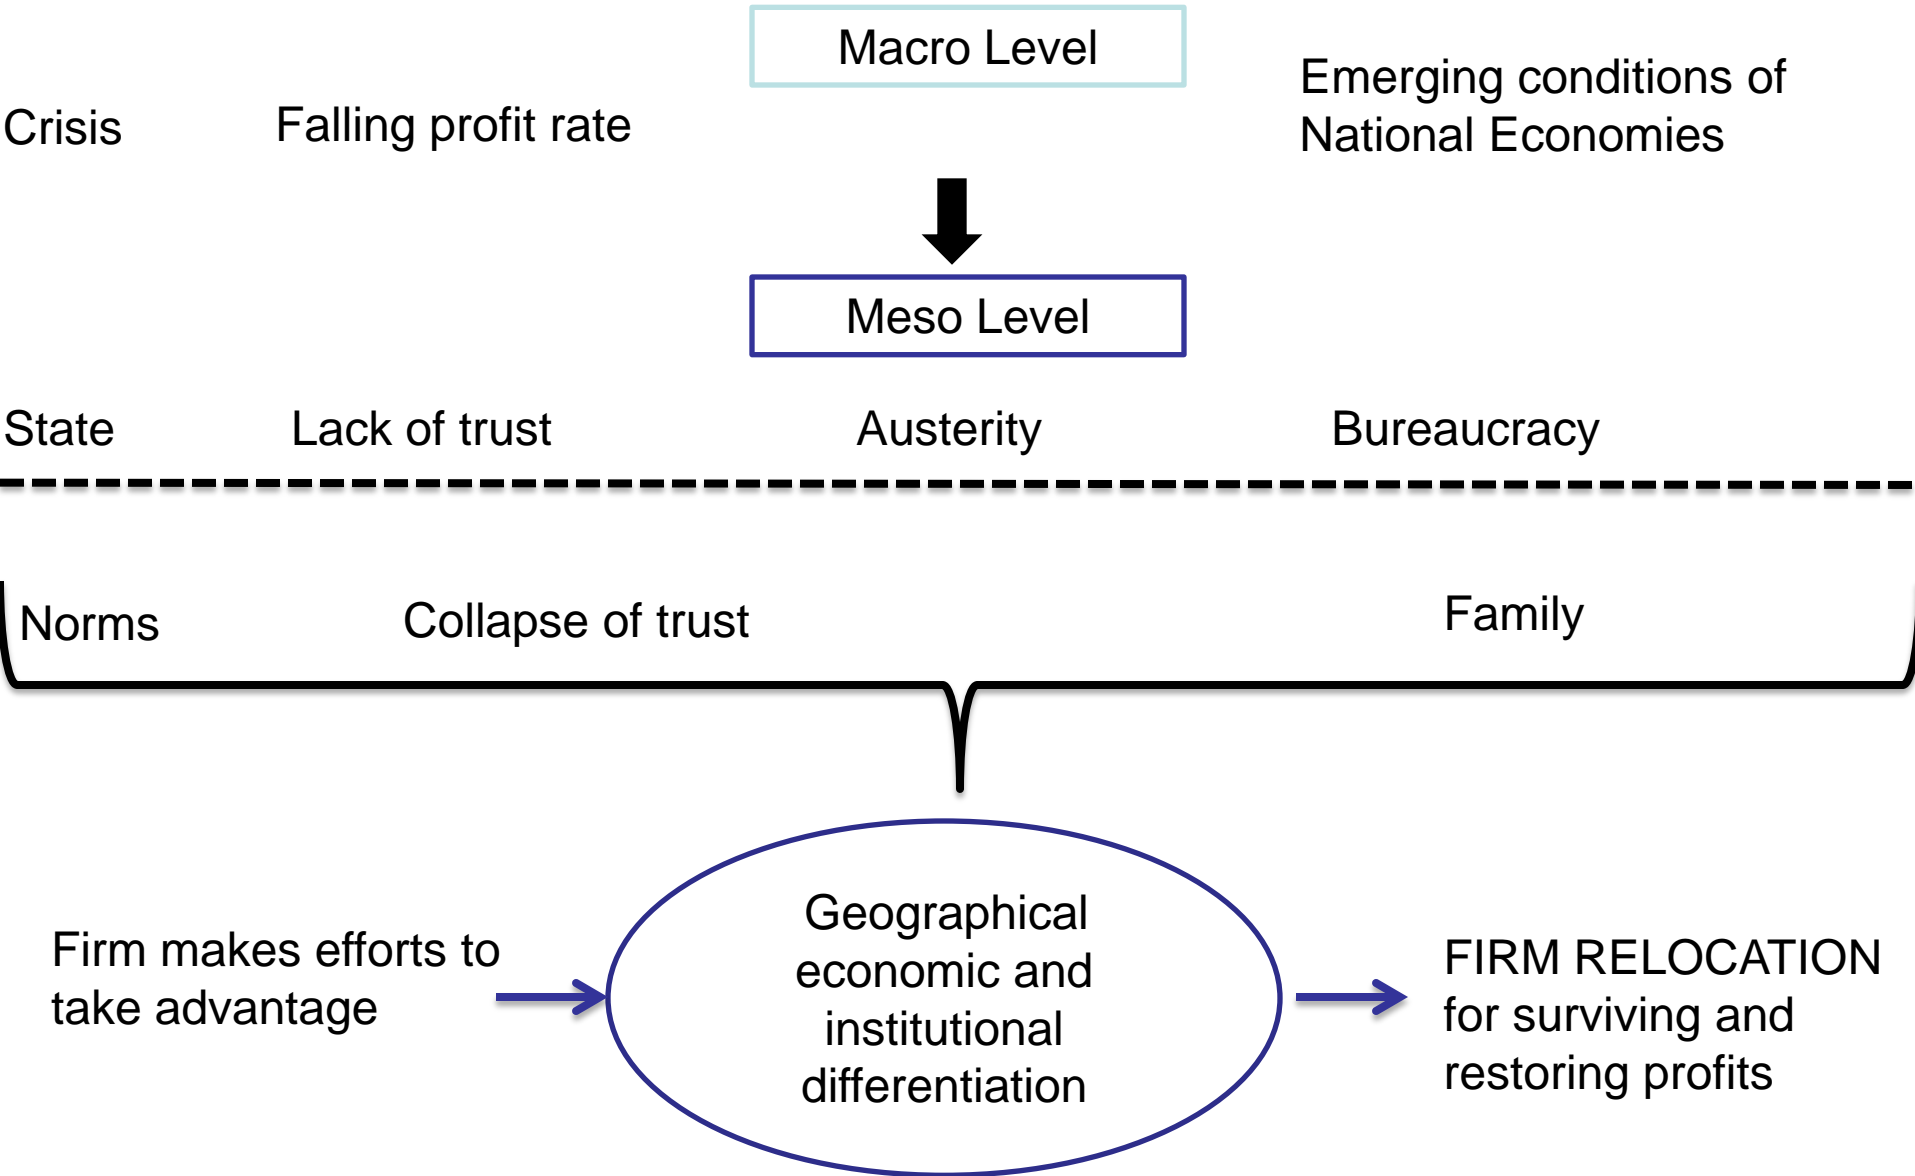 Macro Level
Crisis
Falling profit rate
Emerging conditions of
National Economies
Meso Level
State
Lack of trust
Austerity
Bureaucracy
Norms
Collapse of trust
Family
Firm makes efforts to
take advantage
Geographical
economic and
institutional
differentiation
FIRM RELOCATION
for surviving and
restoring profits